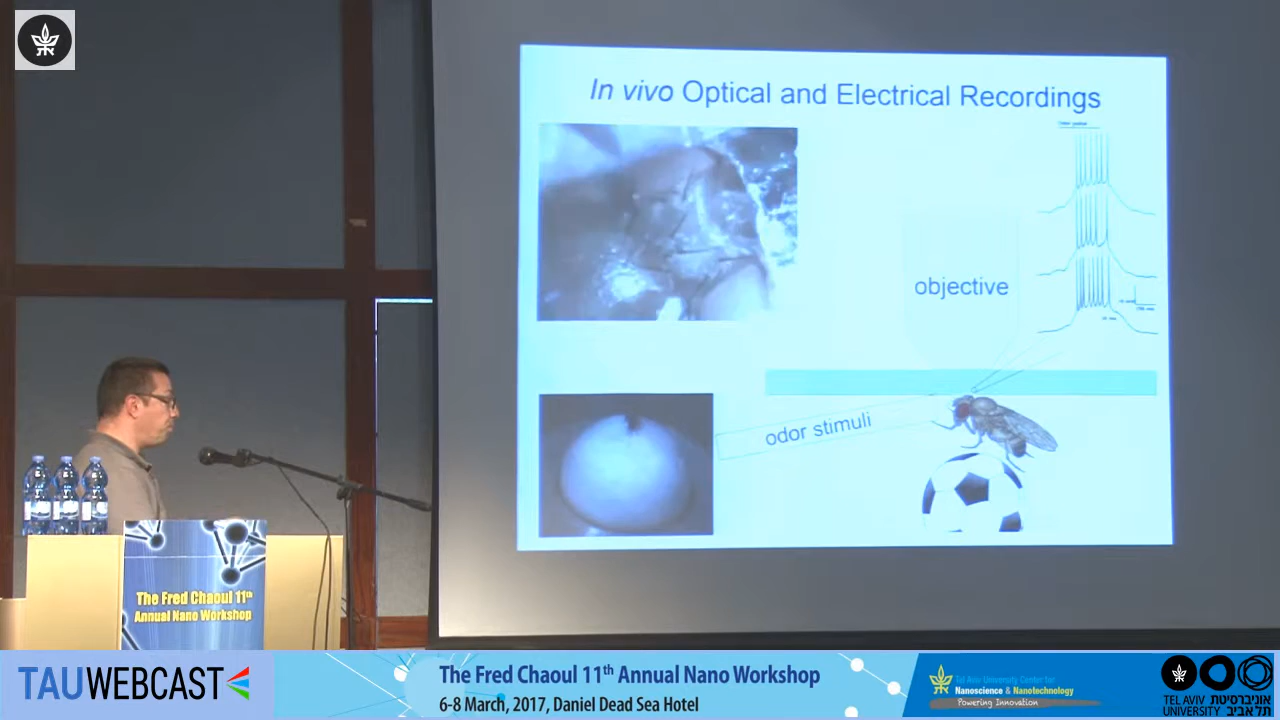 In vivo Optical and Electrical Recordings
objective
odor stimuli
The Fred Chaoul 11th
Annual Nano Workshop
TAUWEBCAST
The Fred Chaoul 11th Annual Nano Workshop
6-8 March, 2017, Daniel Dead Sea Hotel
Tel Aviv University Center for
Nanoscience & Nanotechnology
Powering Innovation
TEL AVIV אוניברסיטת
UNIVERSITY תל אביב